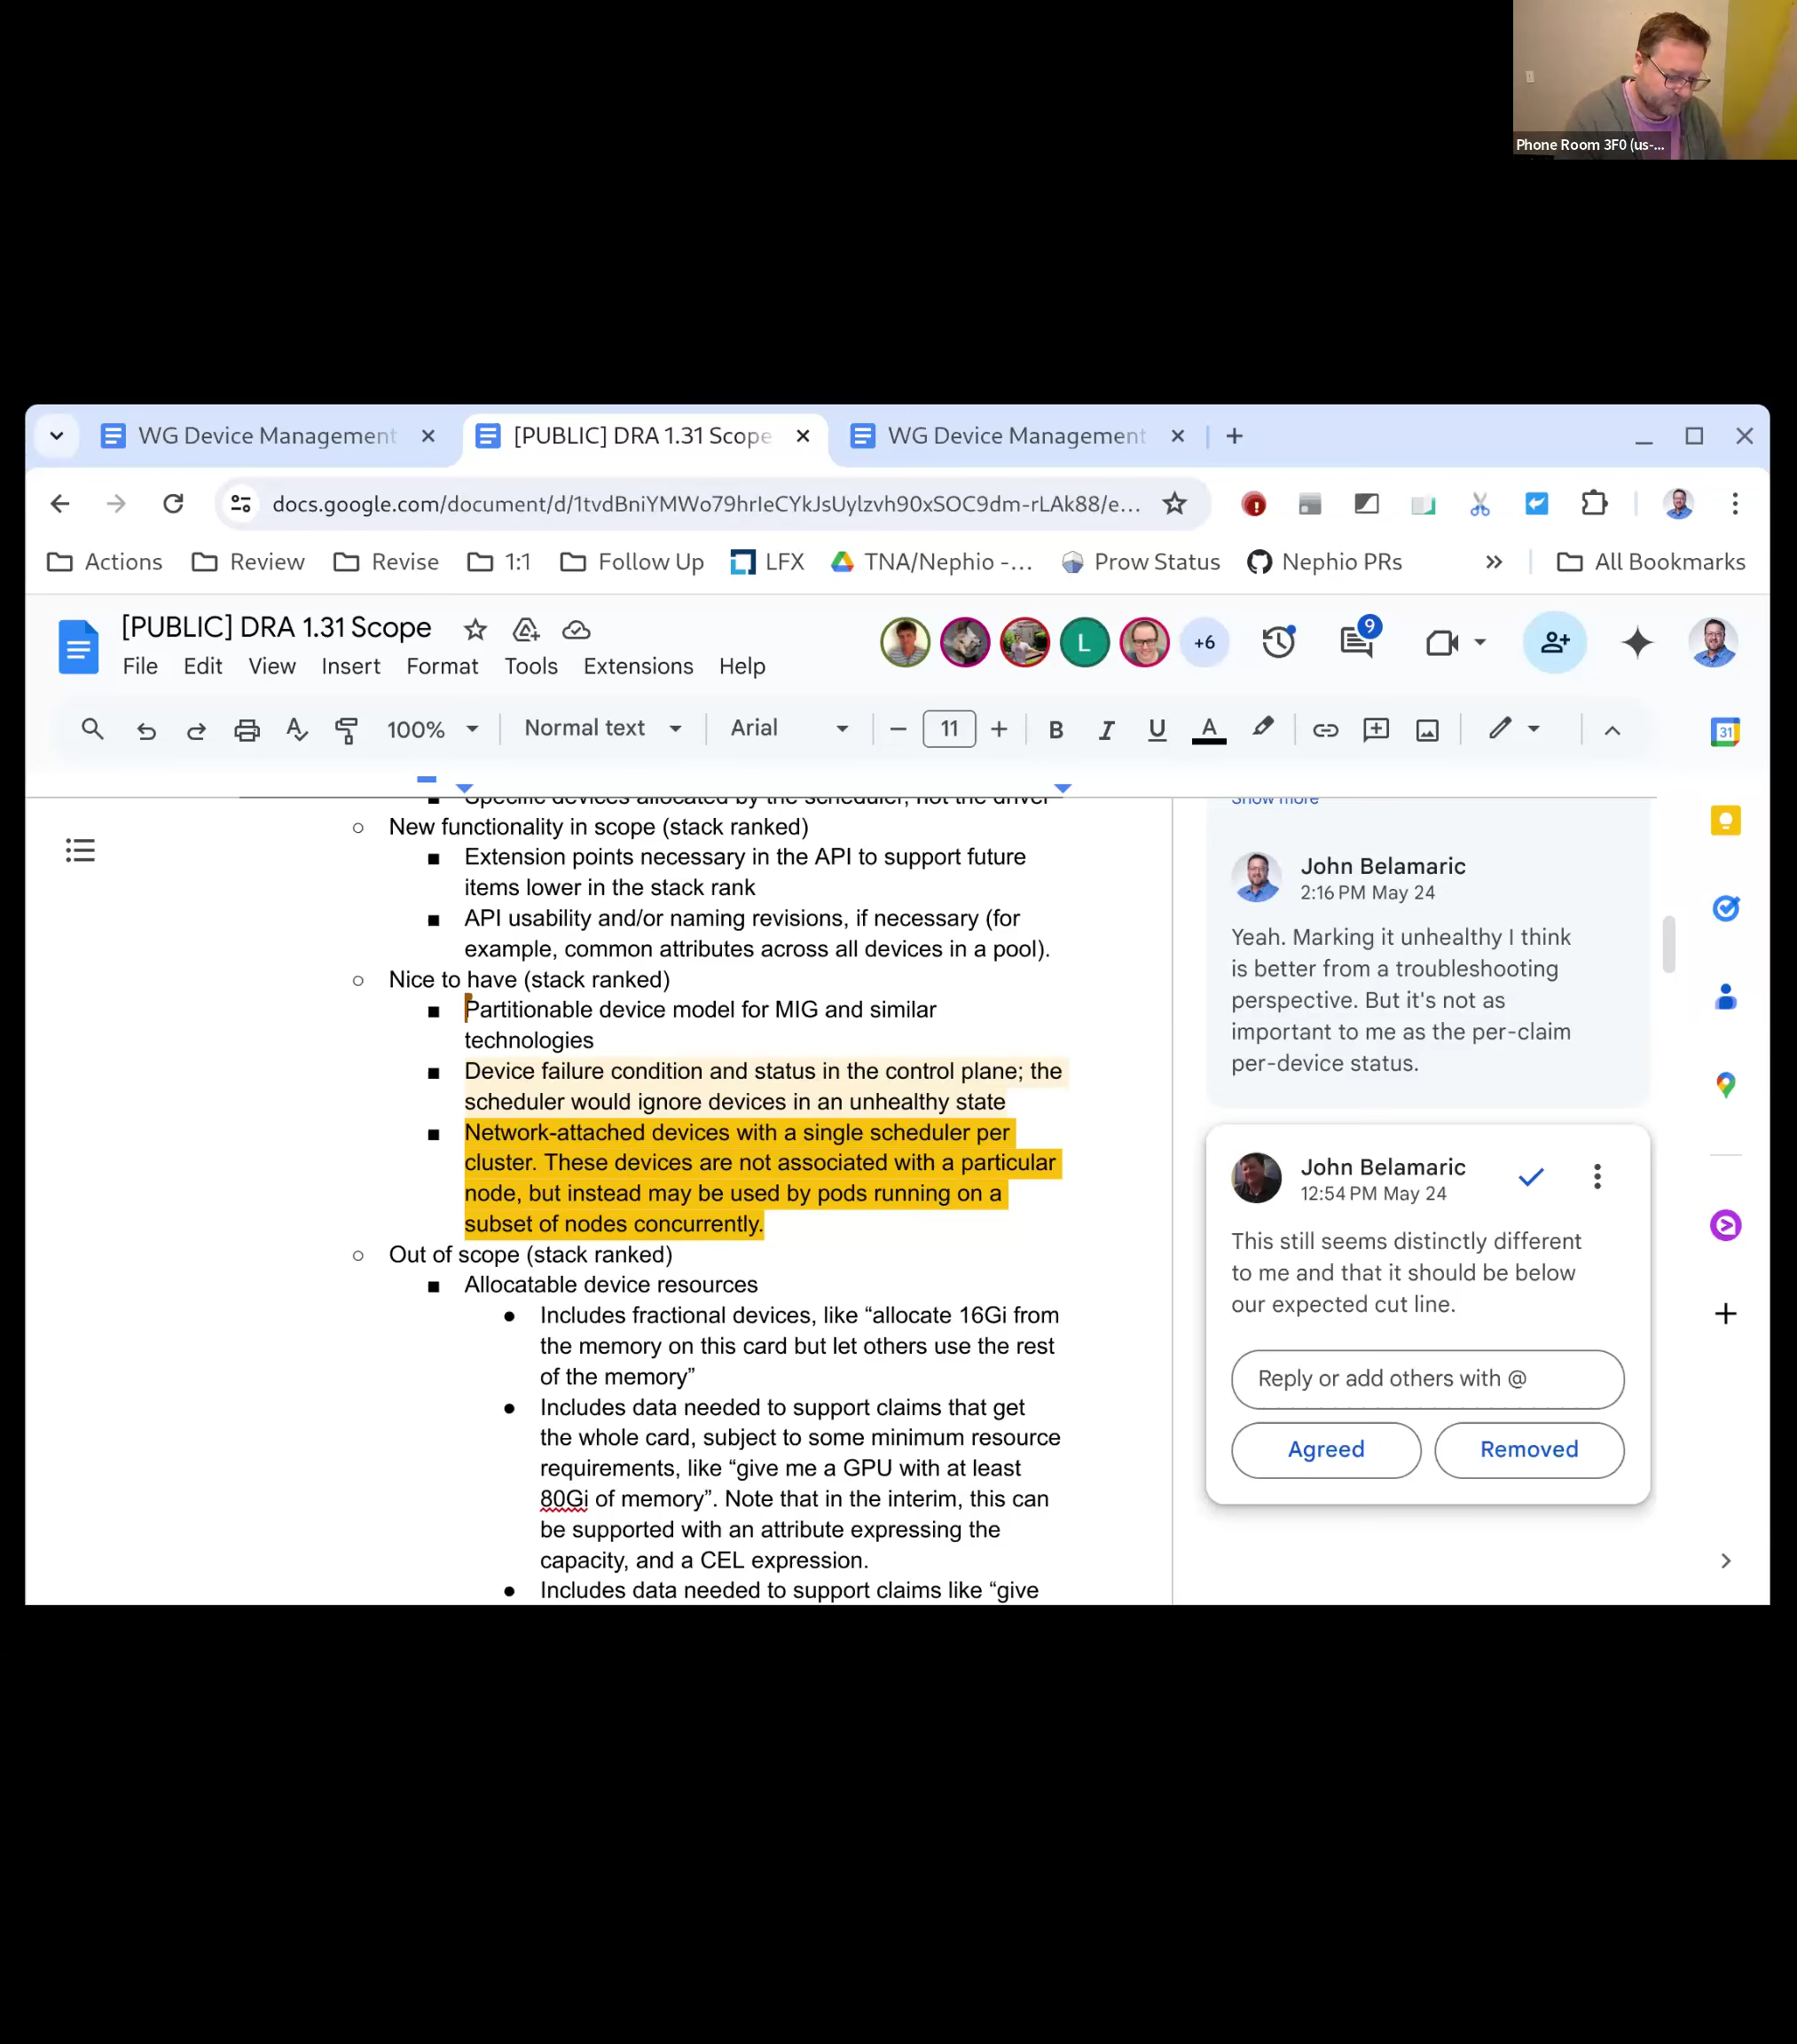 Phone Room 3F0 (us-...
WG Device Management
[PUBLIC] DRA 1.31 Scope
WG Device Management
docs.google.com/document/d/1tvdBniYMWo79hrIeCYkJsUylzvh90xSOC9dm-rLAk88/e...
Actions
Review
Revise
1:1
Follow Up
LFX
TNA/Nephio -...
Prow Status
Nephio PRs
All Bookmarks
[PUBLIC] DRA 1.31 Scope
L
+6
9
File Edit View Insert Format Tools Extensions Help
100%
Normal text
Arial
11
B I U A
31
Specific devices allocated by the scheduler, not the driver
New functionality in scope (stack ranked)
Extension points necessary in the API to support future
items lower in the stack rank
API usability and/or naming revisions, if necessary (for
example, common attributes across all devices in a pool).
Nice to have (stack ranked)
Partitionable device model for MIG and similar
technologies
Device failure condition and status in the control plane; the
scheduler would ignore devices in an unhealthy state
Network-attached devices with a single scheduler per
cluster. These devices are not associated with a particular
node, but instead may be used by pods running on a
subset of nodes concurrently.
Out of scope (stack ranked)
Allocatable device resources
Includes fractional devices, like “allocate 16Gi from
the memory on this card but let others use the rest
of the memory”
Includes data needed to support claims that get
the whole card, subject to some minimum resource
requirements, like “give me a GPU with at least
80Gi of memory”. Note that in the interim, this can
be supported with an attribute expressing the
capacity, and a CEL expression.
Includes data needed to support claims like “give
Show more
John Belamaric
2:16 PM May 24
Yeah. Marking it unhealthy I think
is better from a troubleshooting
perspective. But it's not as
important to me as the per-claim
per-device status.
John Belamaric
12:54 PM May 24
This still seems distinctly different
to me and that it should be below
our expected cut line.
Reply or add others with @
Agreed
Removed